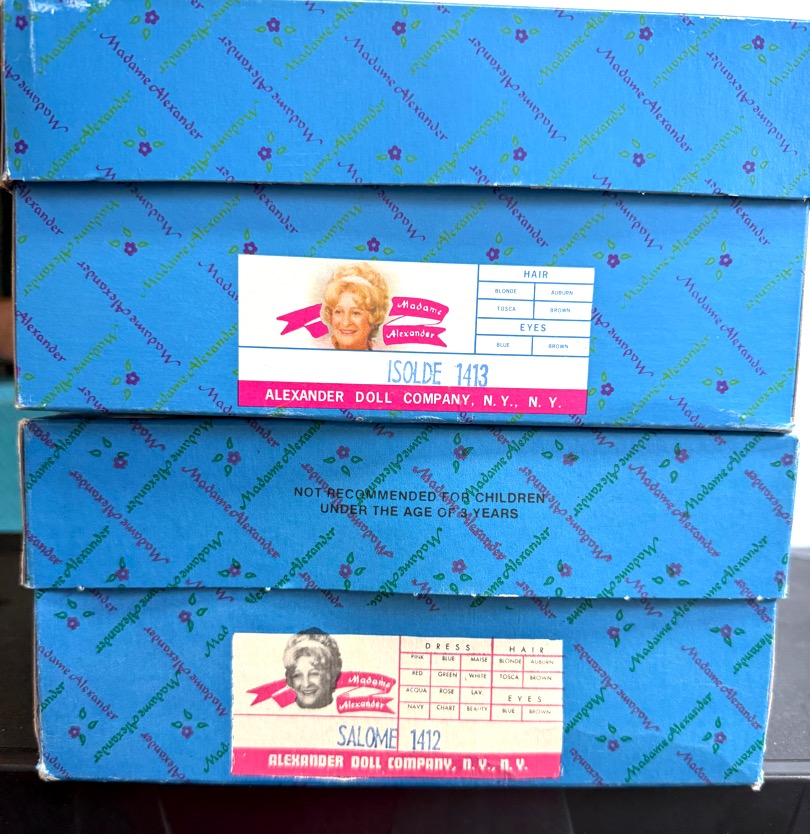 Madame Alexander
HAIR
BLONDE AUBURN
TOSCA BROWN
EYES
BLUE BROWN
Madame
Alexander
ISOLDE 1413
ALEXANDER DOLL COMPANY, N.Y., N.Y.
Madame Alexander
NOT RECOMMENDED FOR CHILDREN
UNDER THE AGE OF 3 YEARS
DRESS HAIR
PINK BLUE MAISE BLONDE AUBURN
RED GREEN WHITE TOSCA BROWN
ACQUA ROSE LAV. EYES
NAVY CHART BEAUTY BLUE BROWN
Madame
Alexander
SALOME 1412
ALEXANDER DOLL COMPANY, N.Y., N.Y.